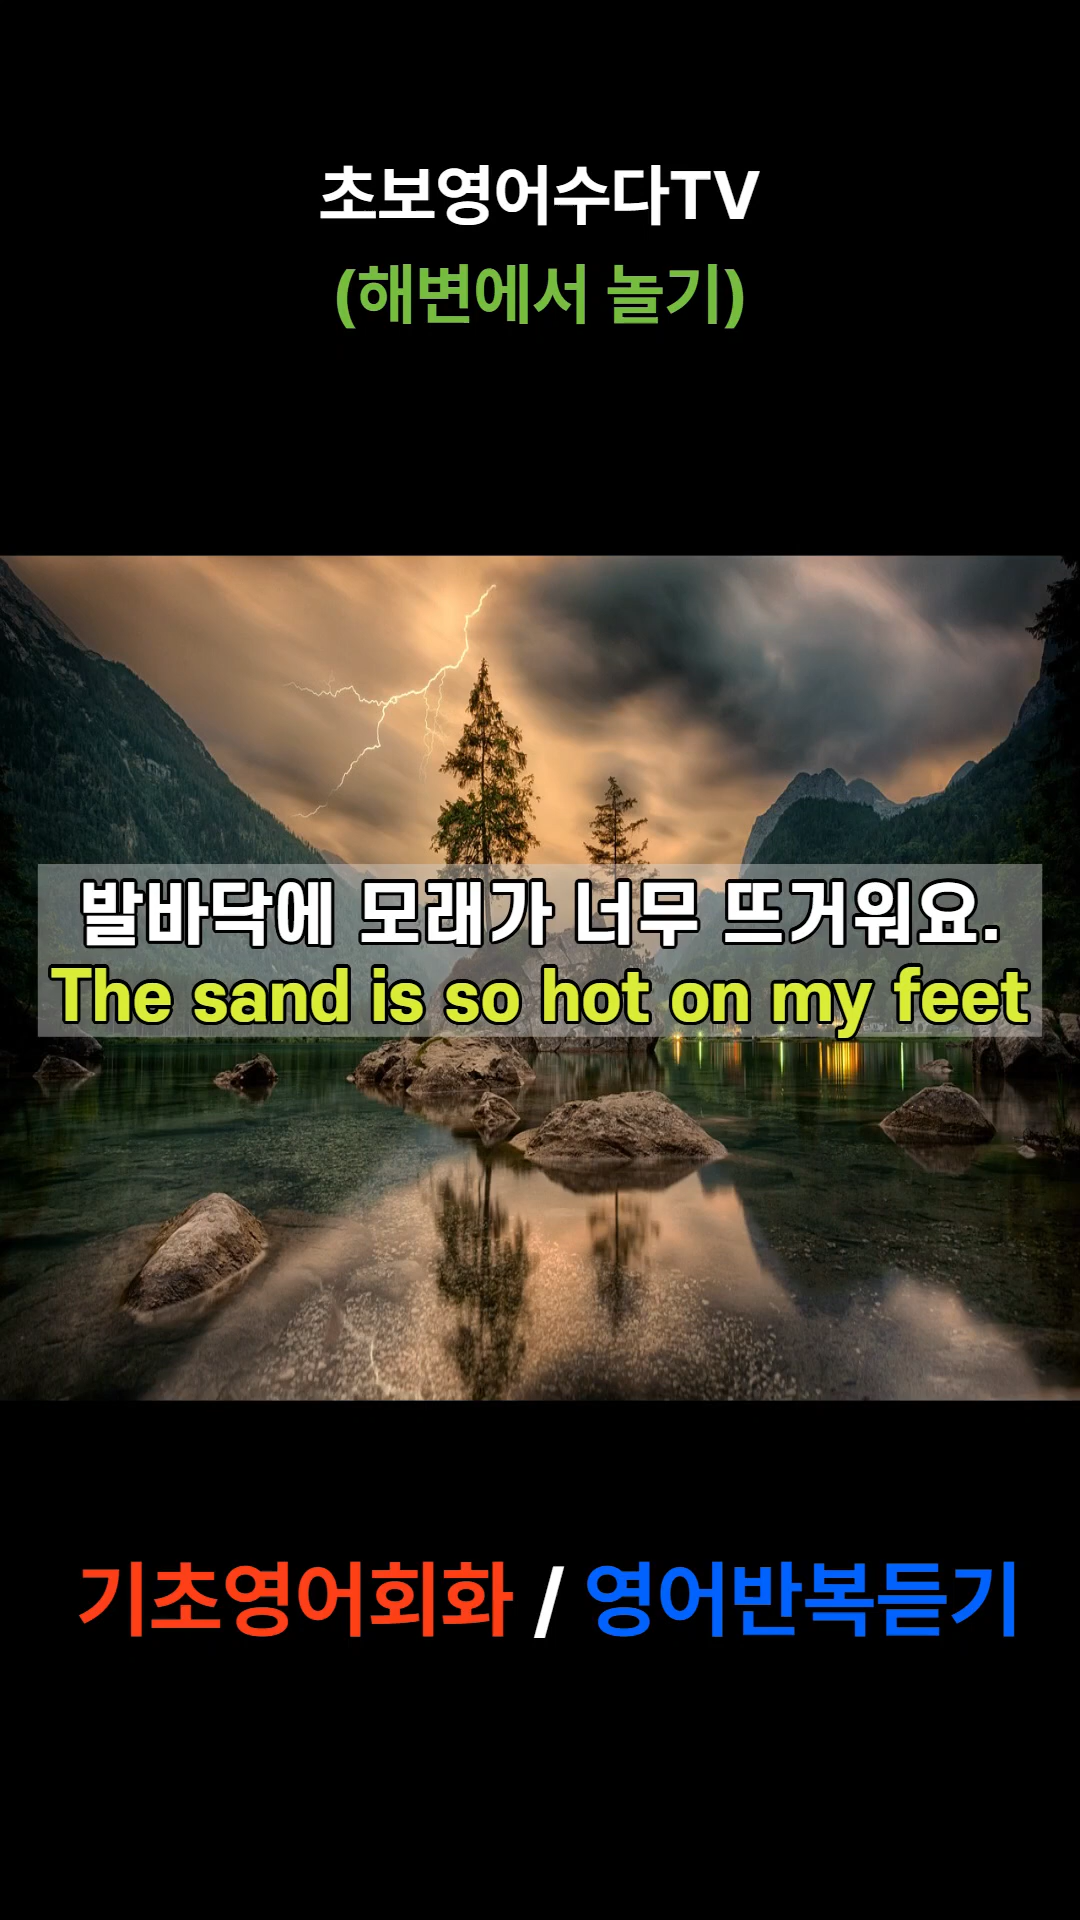 초보영어수다TV
(해변에서 놀기)
발바닥에 모래가 너무 뜨거워요.
The sand is so hot on my feet
기초영어회화 / 영어반복듣기